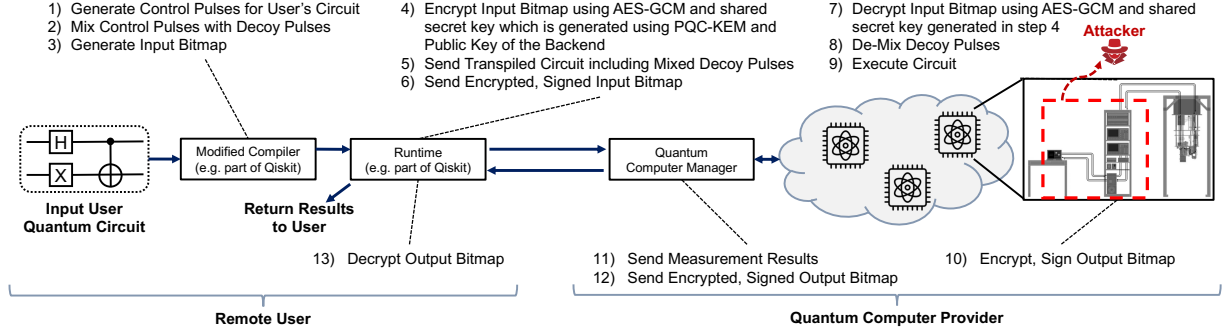 1) Generate Control Pulses for User's Circuit
2) Mix Control Pulses with Decoy Pulses
3) Generate Input Bitmap
4) Encrypt Input Bitmap using AES-GCM and shared
secret key which is generated using PQC-KEM and
Public Key of the Backend
5) Send Transpiled Circuit including Mixed Decoy Pulses
6) Send Encrypted, Signed Input Bitmap
7) Decrypt Input Bitmap using AES-GCM and shared
secret key generated in step 4
8) De-Mix Decoy Pulses
9) Execute Circuit
Attacker
H
X
Input User
Quantum Circuit
Modified Compiler
(e.g. part of Qiskit)
Runtime
(e.g. part of Qiskit)
Quantum
Computer Manager
Return Results
to User
13) Decrypt Output Bitmap
11) Send Measurement Results
12) Send Encrypted, Signed Output Bitmap
10) Encrypt, Sign Output Bitmap
Remote User
Quantum Computer Provider